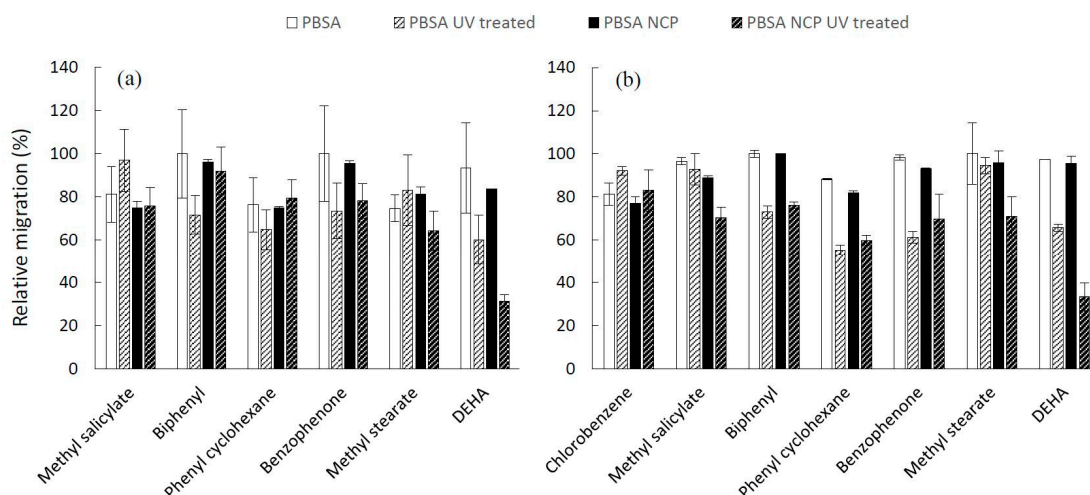 PBSA PBSA UV treated PBSA NCP PBSA NCP UV treated
Relative migration (%)
(a)
140
120
100
80
60
40
20
0
Methyl salicylate
Biphenyl
Phenyl cyclohexane
Benzophenone
Methyl stearate
DEHA
(b)
140
120
100
80
60
40
20
0
Chlorobenzene
Methyl salicylate
Biphenyl
Phenyl cyclohexane
Benzophenone
Methyl stearate
DEHA